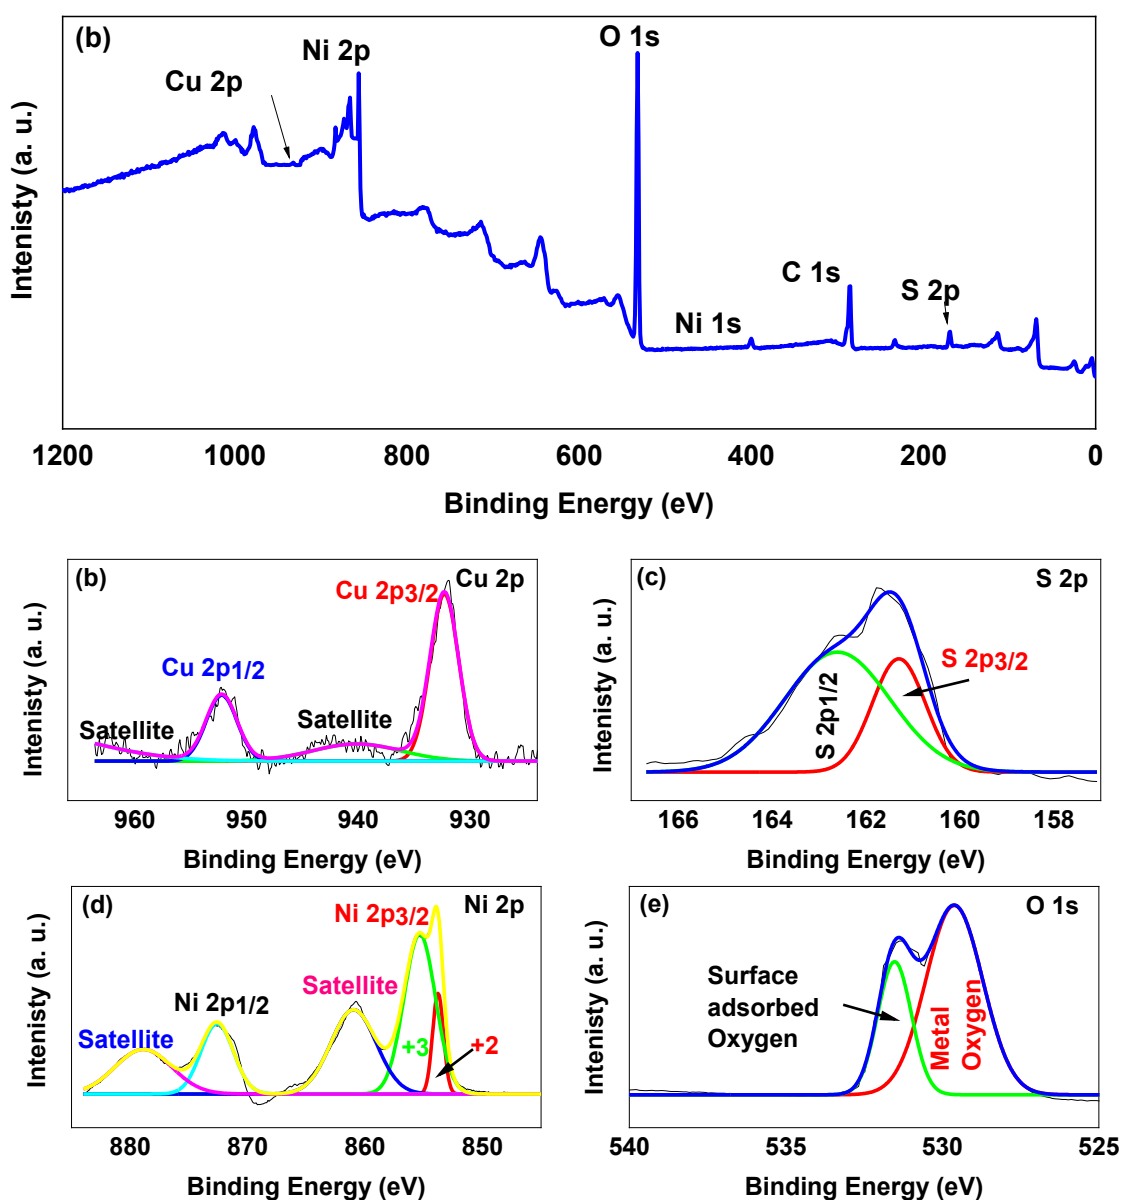 (b)
O 1s
Ni 2p
Cu 2p
C 1s
S 2p
Ni 1s
Intenisty (a. u.)
1200 1000 800 600 400 200 0
Binding Energy (eV)
(b) Cu 2p
Cu 2p3/2
Cu 2p1/2
Satellite
Satellite
Intenisty (a. u.)
960 950 940 930
Binding Energy (eV)
(c) S 2p
S 2p3/2
S 2p1/2
Intenisty (a. u.)
166 164 162 160 158
Binding Energy (eV)
(d) Ni 2p
Ni 2p3/2
Satellite
Ni 2p1/2
Satellite
+3
+2
Intenisty (a. u.)
880 870 860 850
Binding Energy (eV)
(e) O 1s
Surface
adsorbed
Oxygen
Metal
Oxygen
Intenisty (a. u.)
540 535 530 525
Binding Energy (eV)